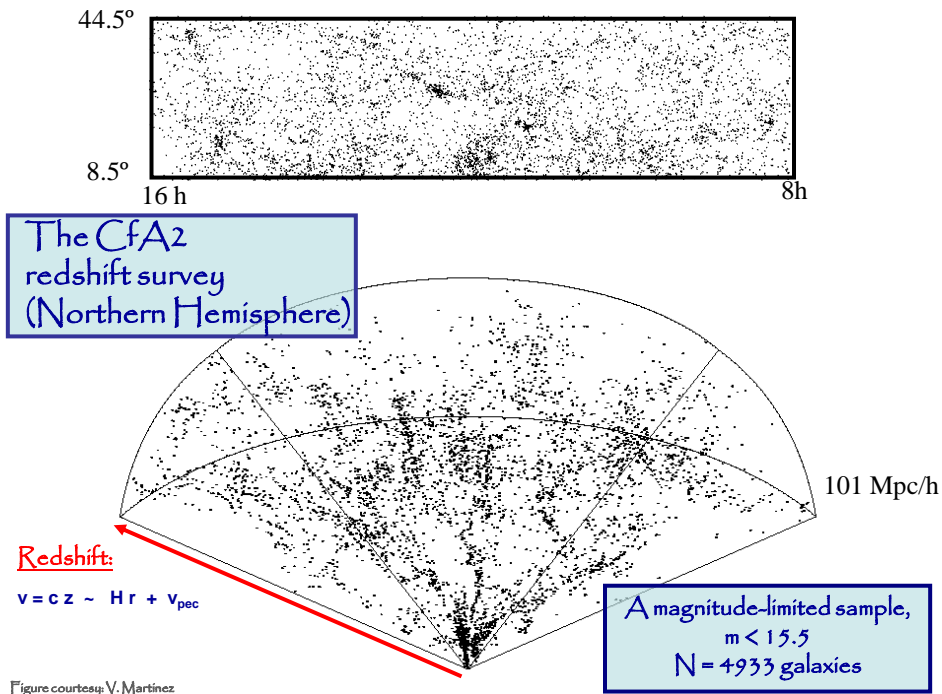 44.5º
8.5º
16 h
8h
The CfA2
redshift survey
(Northern Hemisphere)
101 Mpc/h
Redshift:
v = c z ~ H r + vpec
A magnitude-limited sample,
m < 15.5
N = 4933 galaxies
Figure courtesy: V. Martinez